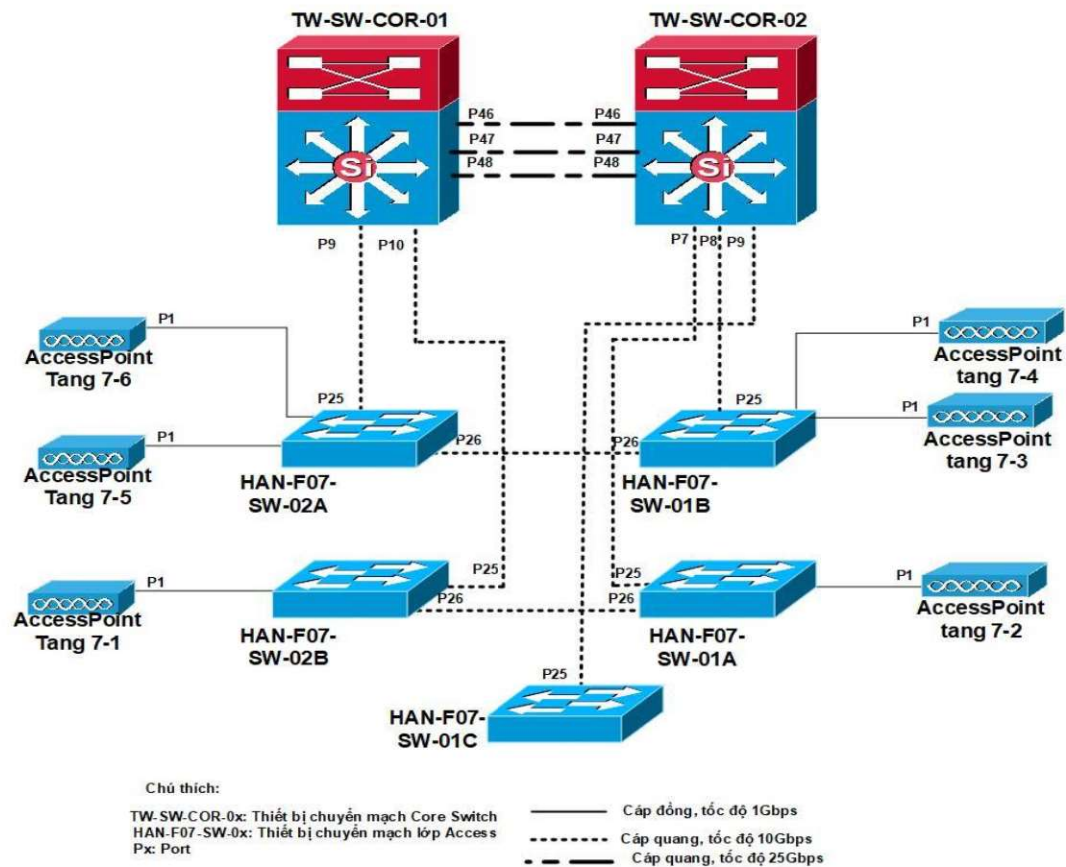 TW-SW-COR-01
TW-SW-COR-02
P46
P46
P47
P47
P48
P48
Si
Si
P9
P10
P7
P8
P9
P1
AccessPoint
Tang 7-6
P1
AccessPoint
tang 7-4
P25
P1
AccessPoint
tang 7-3
P1
AccessPoint
Tang 7-5
P26
P26
HAN-F07-
SW-02A
HAN-F07-
SW-01B
P1
AccessPoint
Tang 7-1
P25
P26
P25
P26
P1
AccessPoint
tang 7-2
HAN-F07-
SW-02B
HAN-F07-
SW-01A
P25
HAN-F07-
SW-01C
Chú thích:
TW-SW-COR-0x: Thiết bị chuyển mạch Core Switch
HAN-F07-SW-0x: Thiết bị chuyển mạch lớp Access
Px: Port
Cáp đồng, tốc độ 1Gbps
Cáp quang, tốc độ 10Gbps
Cáp quang, tốc độ 25Gbps